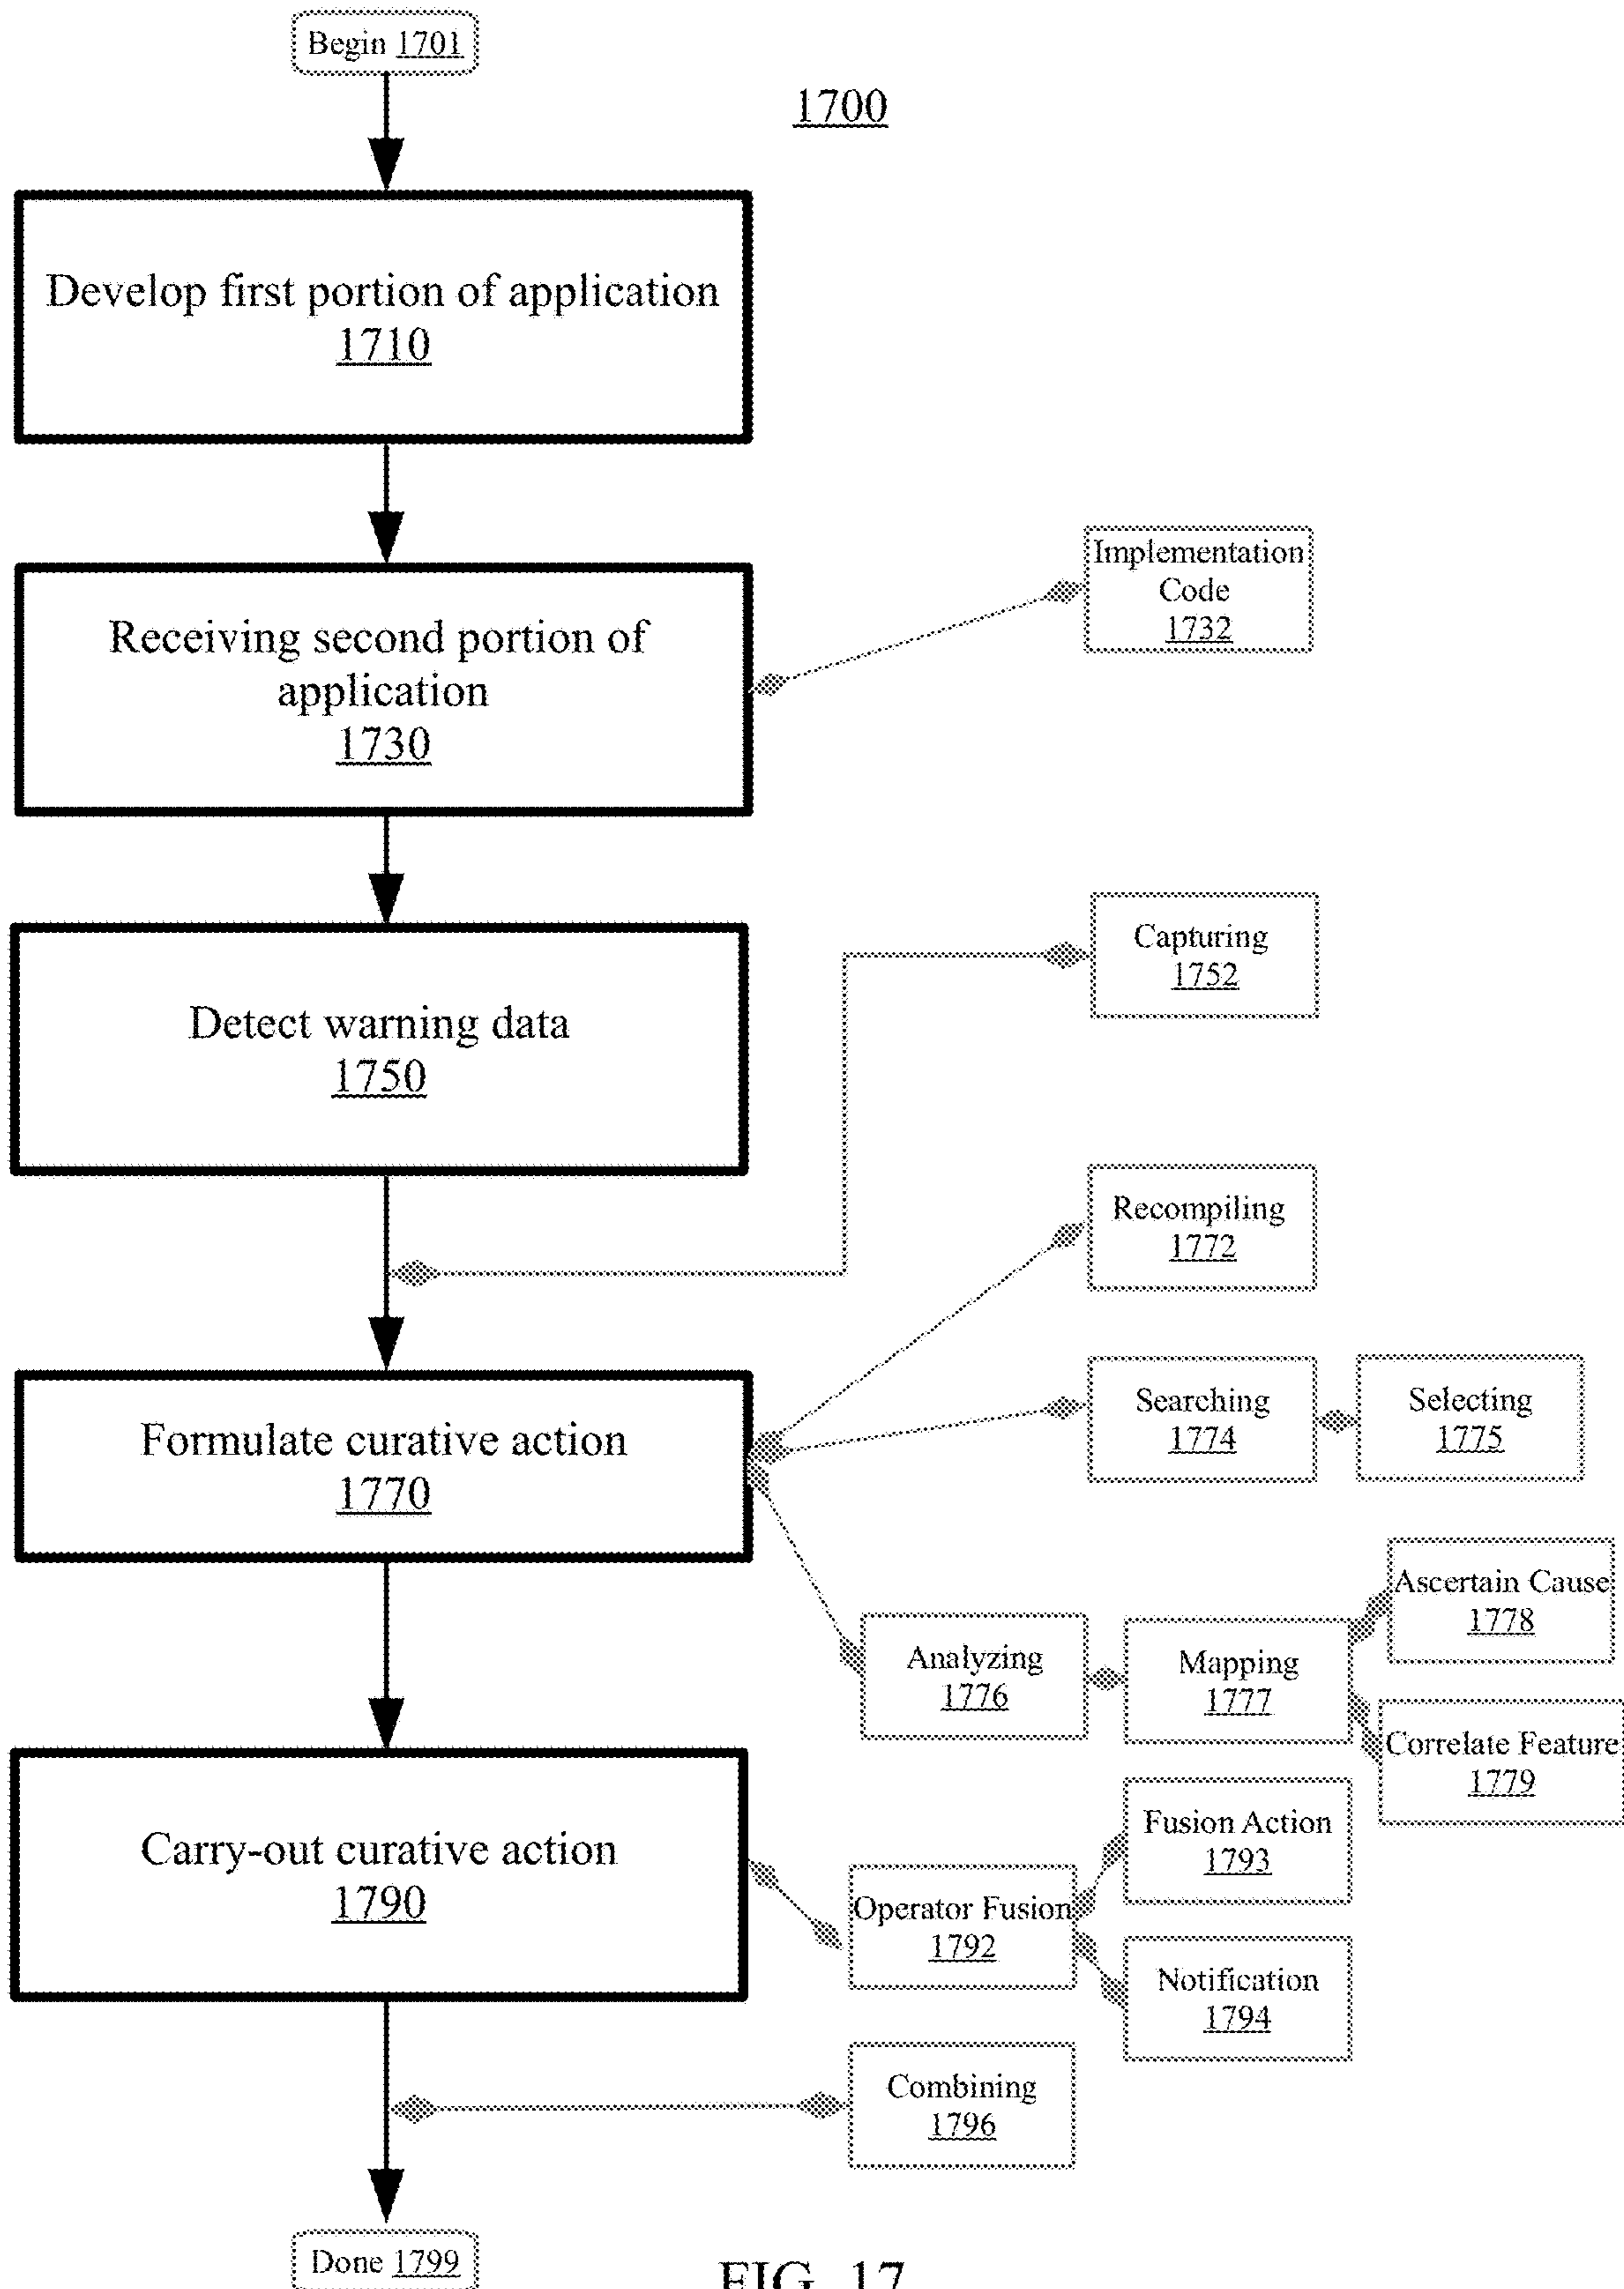 Begin 1701
1700
Develop first portion of application
1710
Receiving second portion of
application
1730
Implementation
Code
1732
Detect warning data
1750
Capturing
1752
Formulate curative action
1770
Recompiling
1772
Searching
1774
Selecting
1775
Analyzing
1776
Mapping
1777
Ascertain Cause
1778
Correlate Feature
1779
Carry-out curative action
1790
Operator Fusion
1792
Fusion Action
1793
Notification
1794
Combining
1796
Done 1799
FIG. 17